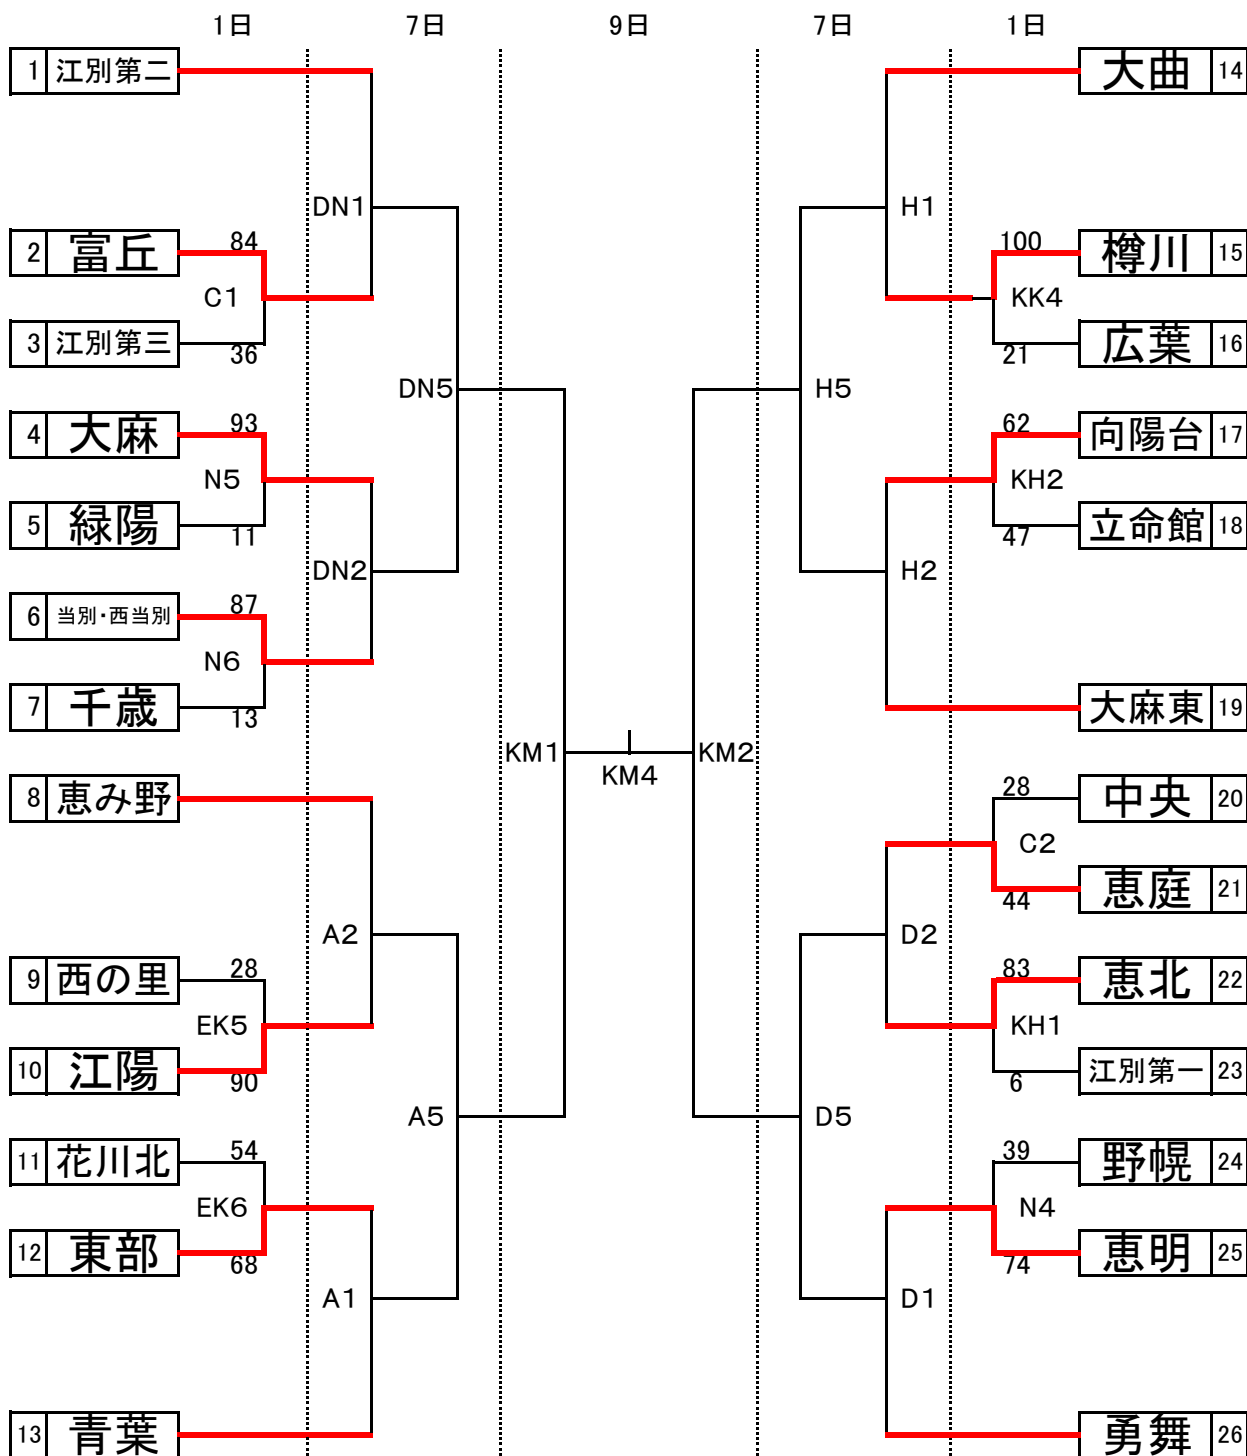 1日 7日 9日 7日 1日
1 江別第二 大曲 14
DN1 H1
2 富丘 84 100 樽川 15
C1 KK4
3 江別第三 36 21 広葉 16
DN5 H5
4 大麻 93 62 向陽台 17
N5 KH2
5 緑陽 11 47 立命館 18
DN2 H2
6 当別・西当別 87
N6
7 千歳 13 大麻東 19
KM1 KM4 KM2
8 恵み野 28 中央 20
C2
44 恵庭 21
A2 D2
9 西の里 28 83 恵北 22
EK5 KH1
10 江陽 90 6 江別第一 23
A5 D5
11 花川北 54 39 野幌 24
EK6 N4
12 東部 68 74 恵明 25
A1 D1
13 青葉 勇舞 26